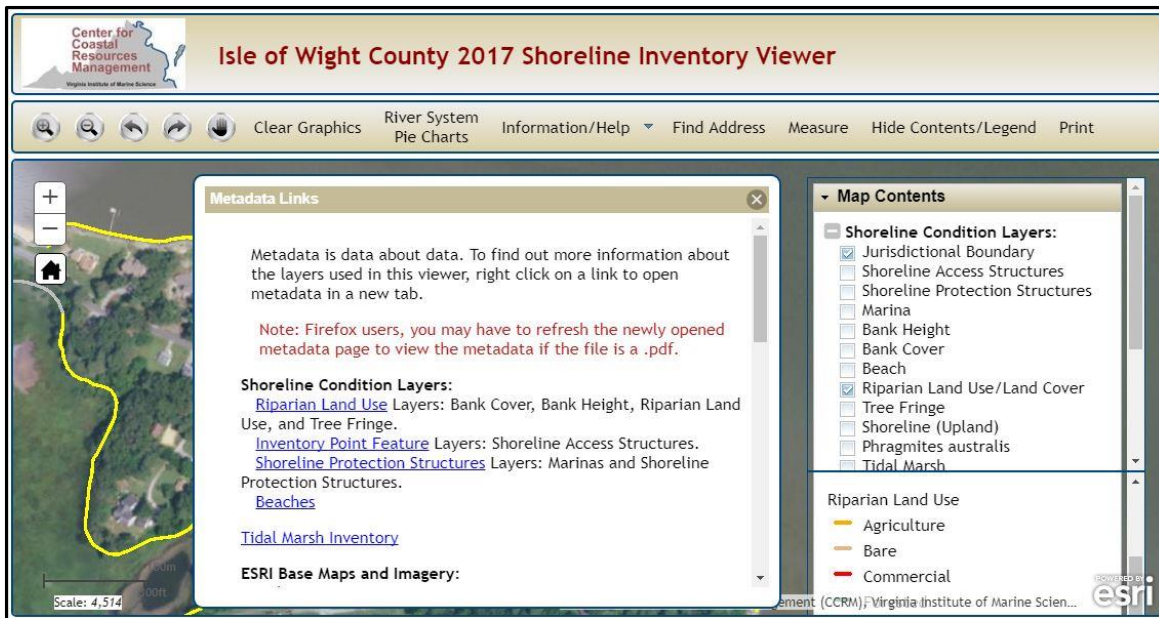 Center for
Coastal
Resources
Management
Virginia Institute of Marine Science
Isle of Wight County 2017 Shoreline Inventory Viewer
Clear Graphics
River System
Pie Charts
Information/Help
Find Address
Measure
Hide Contents/Legend
Print
+
−
Metadata Links
Metadata is data about data. To find out more information about
the layers used in this viewer, right click on a link to open
metadata in a new tab.
Note: Firefox users, you may have to refresh the newly opened
metadata page to view the metadata if the file is a .pdf.
Shoreline Condition Layers:
Riparian Land Use Layers: Bank Cover, Bank Height, Riparian Land
Use, and Tree Fringe.
Inventory Point Feature Layers: Shoreline Access Structures.
Shoreline Protection Structures Layers: Marinas and Shoreline
Protection Structures.
Beaches
Tidal Marsh Inventory
ESRI Base Maps and Imagery:
Map Contents
Shoreline Condition Layers:
Jurisdictional Boundary
Shoreline Access Structures
Shoreline Protection Structures
Marina
Bank Height
Bank Cover
Beach
Riparian Land Use/Land Cover
Tree Fringe
Shoreline (Upland)
Phragmites australis
Tidal Marsh
Riparian Land Use
Agriculture
Bare
Commercial
Scale: 4,514
ement (CCRM), Virginia Institute of Marine Scien...
POWERED BY
esri